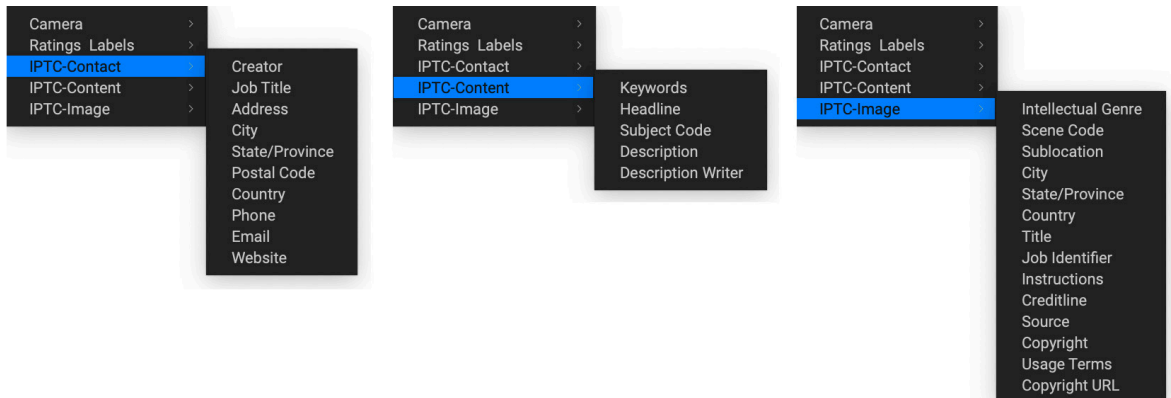 Camera
Ratings Labels
IPTC-Contact
IPTC-Content
IPTC-Image
Creator
Job Title
Address
City
State/Province
Postal Code
Country
Phone
Email
Website
Camera
Ratings Labels
IPTC-Contact
IPTC-Content
IPTC-Image
Keywords
Headline
Subject Code
Description
Description Writer
Camera
Ratings Labels
IPTC-Contact
IPTC-Content
IPTC-Image
Intellectual Genre
Scene Code
Sublocation
City
State/Province
Country
Title
Job Identifier
Instructions
Creditline
Source
Copyright
Usage Terms
Copyright URL